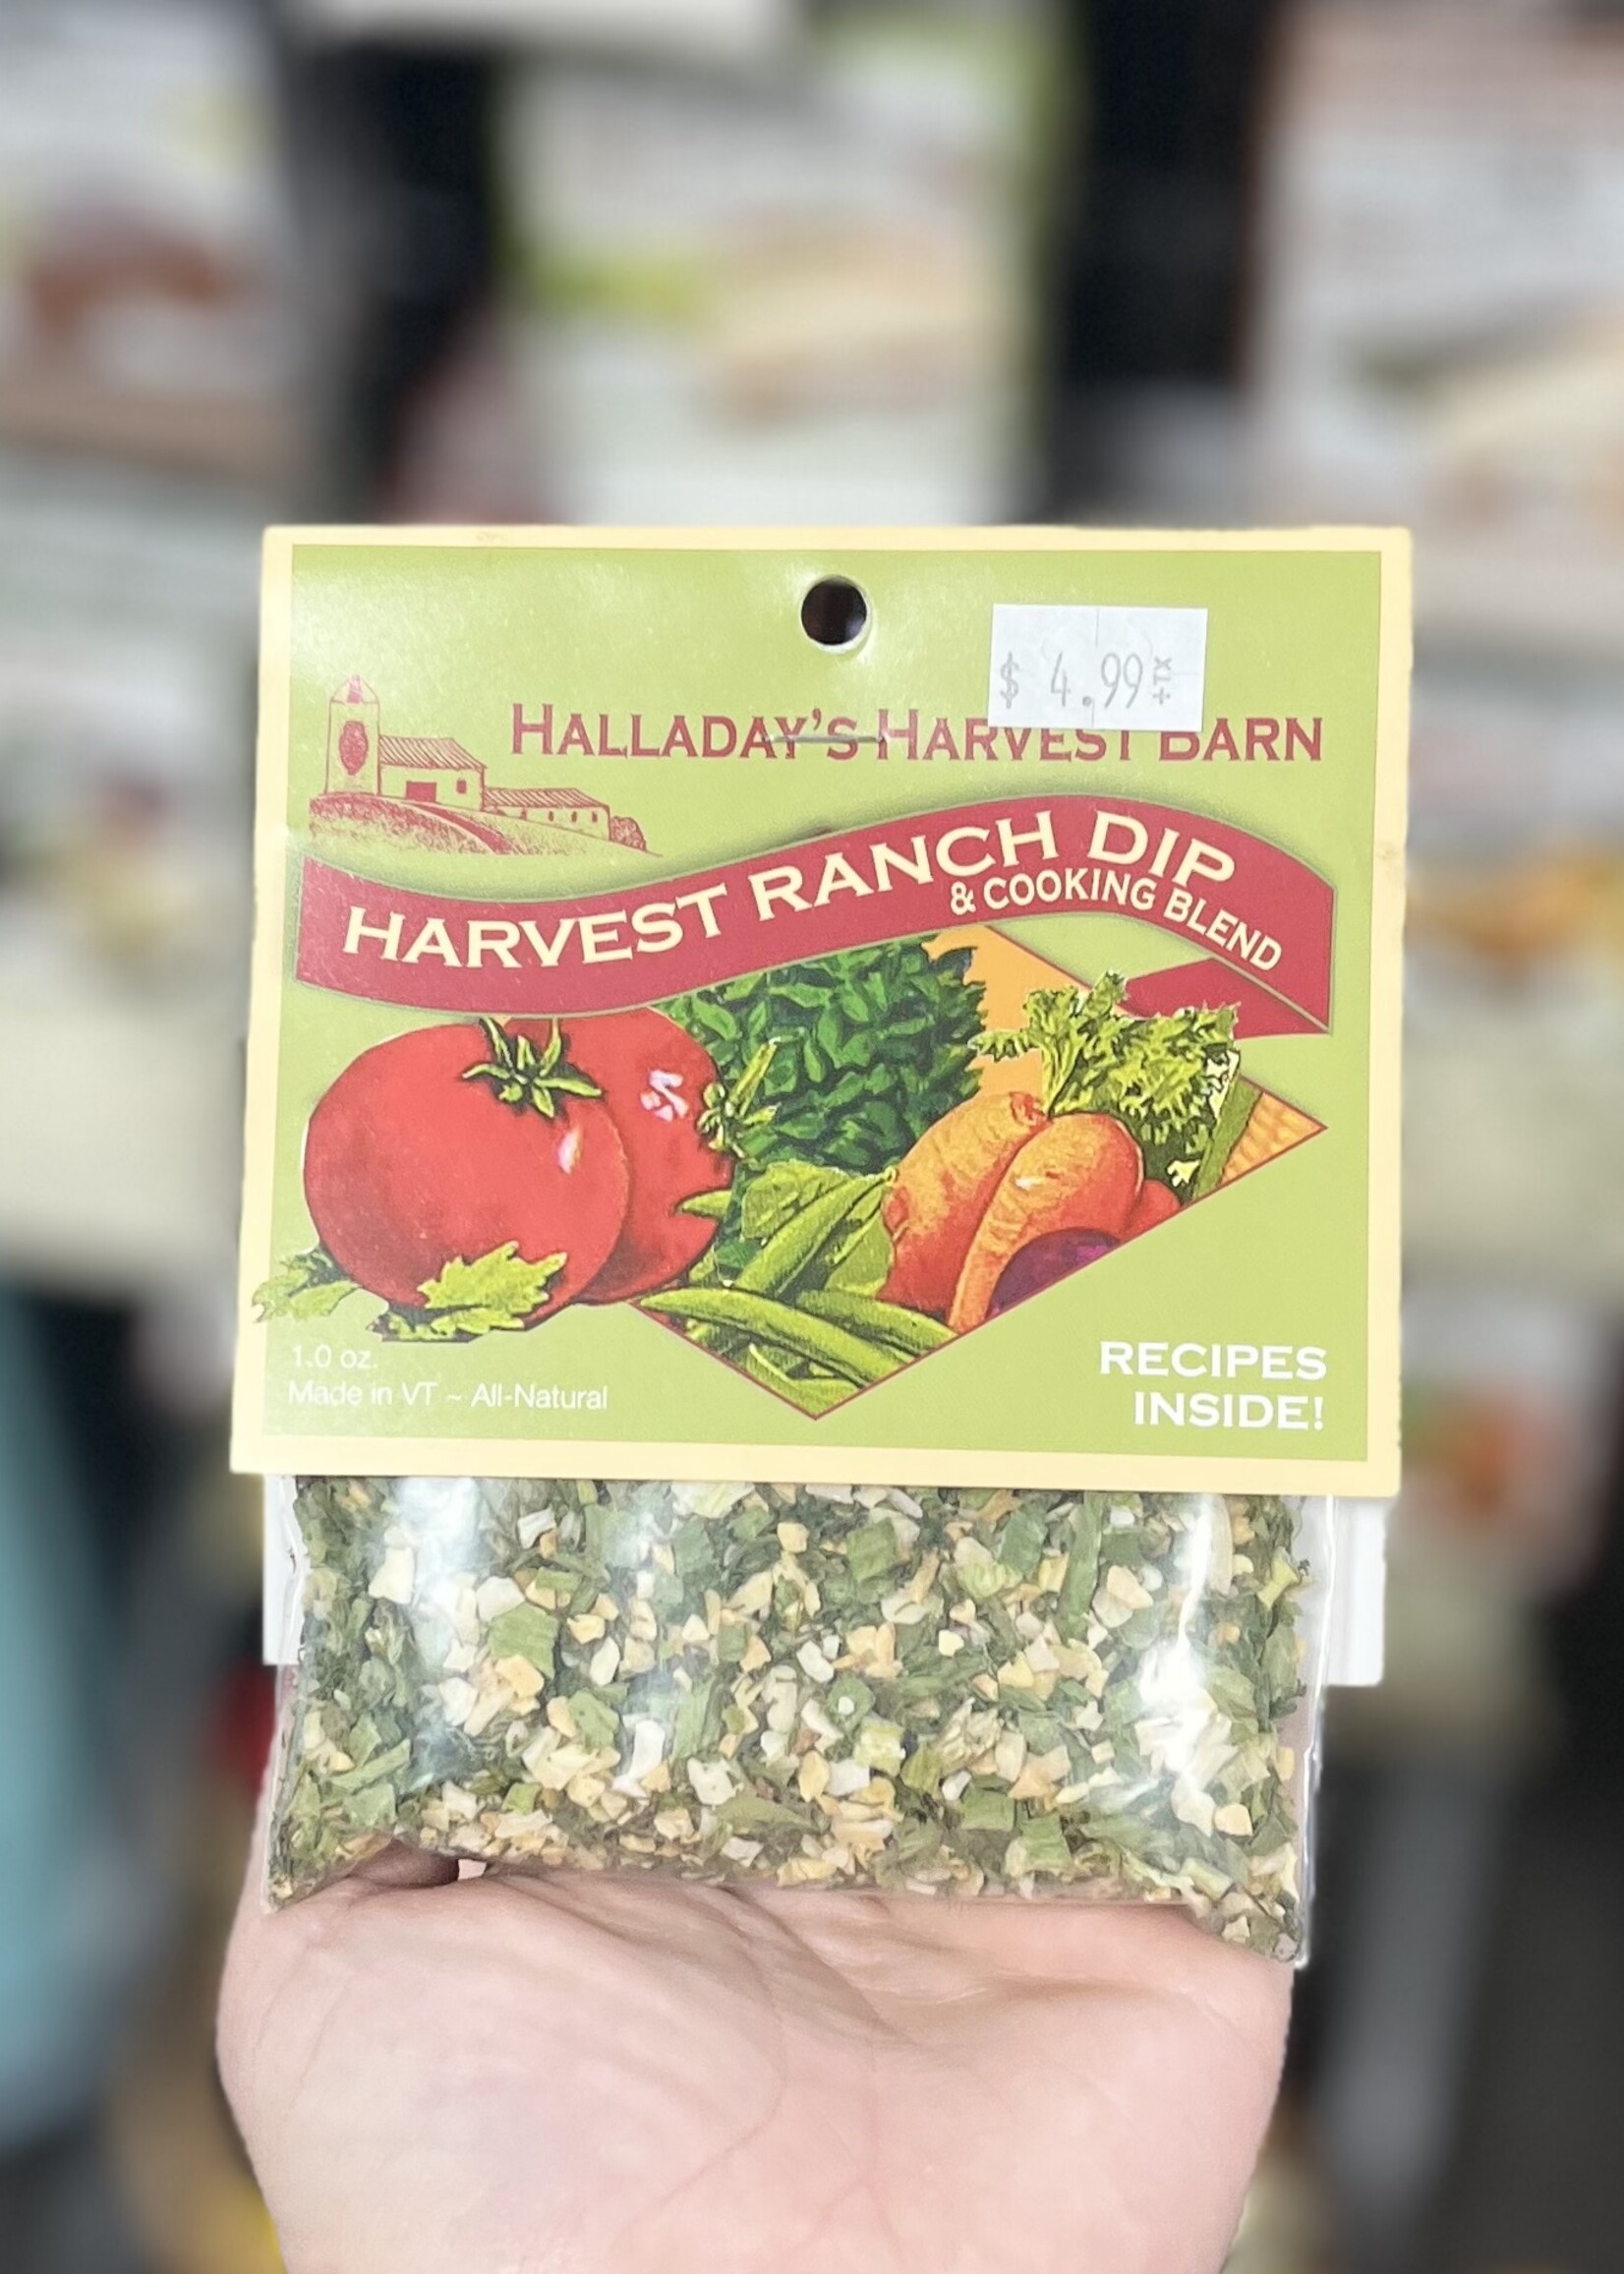 $ 4.99
HALLADAY'S HARVEST BARN
HARVEST RANCH DIP
& COOKING BLEND
1.0 oz.
Made in VT ~ All-Natural
RECIPES
INSIDE!